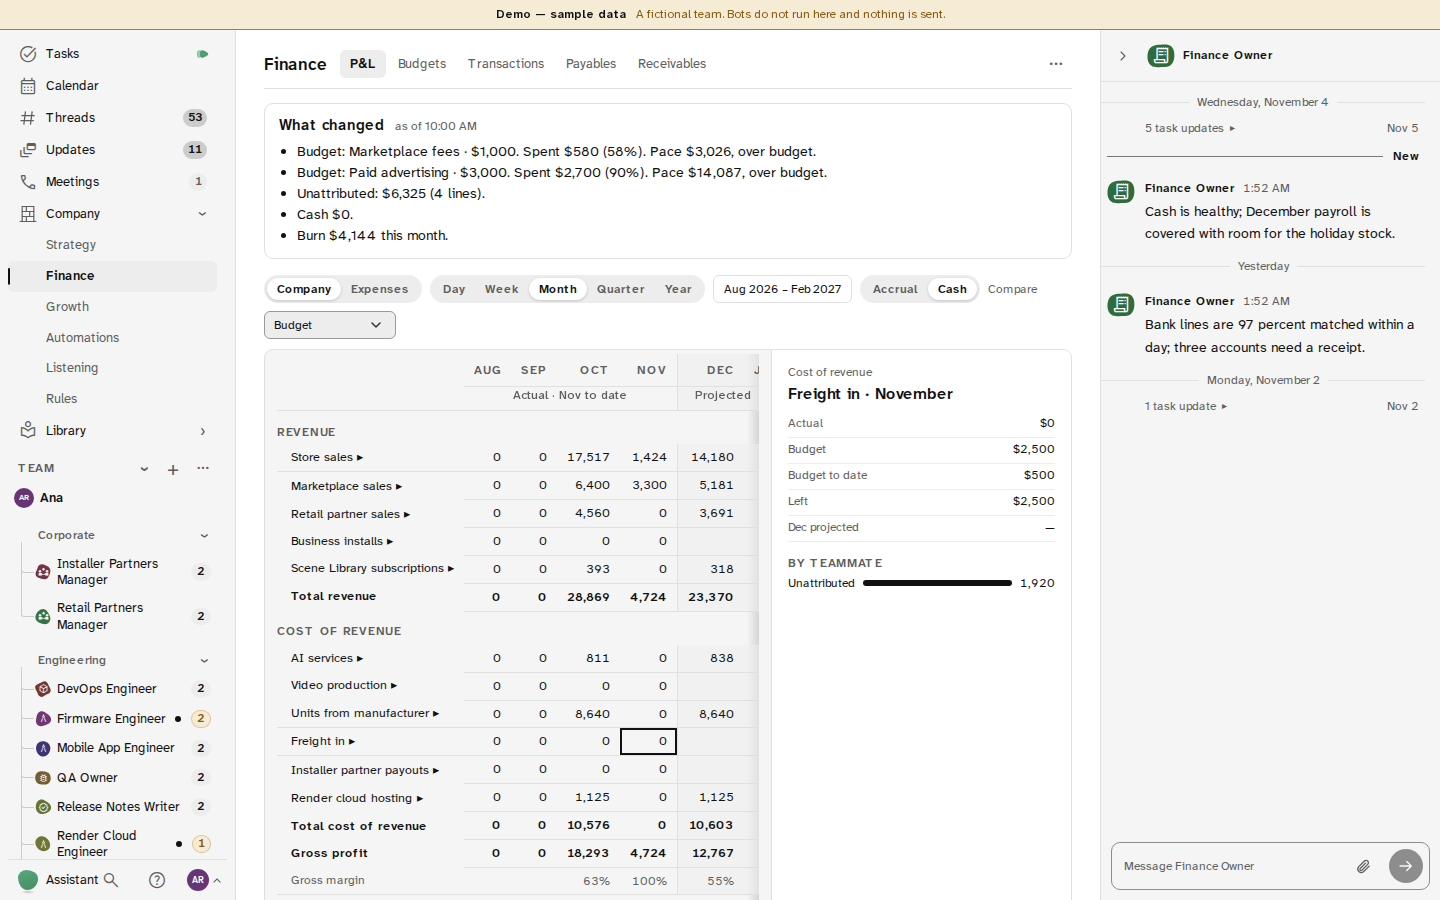 Demo — sample data A fictional team. Bots do not run here and nothing is sent.
Tasks
Calendar
Threads 53
Updates 11
Meetings 1
Company
Strategy
Finance
Growth
Automations
Listening
Rules
Library
TEAM
AR Ana
Corporate
Installer Partners Manager 2
Retail Partners Manager 2
Engineering
DevOps Engineer 2
Firmware Engineer 2
Mobile App Engineer 2
QA Owner 2
Release Notes Writer 2
Render Cloud Engineer 1
Assistant
AR
Finance P&L Budgets Transactions Payables Receivables
What changed as of 10:00 AM
Budget: Marketplace fees · $1,000. Spent $580 (58%). Pace $3,026, over budget.
Budget: Paid advertising · $3,000. Spent $2,700 (90%). Pace $14,087, over budget.
Unattributed: $6,325 (4 lines).
Cash $0.
Burn $4,144 this month.
Company Expenses Day Week Month Quarter Year Aug 2026 – Feb 2027 Accrual Cash Compare
Budget
AUG SEP OCT NOV DEC J
Actual · Nov to date Projected
REVENUE
Store sales ▸ 0 0 17,517 1,424 14,180
Marketplace sales ▸ 0 0 6,400 3,300 5,181
Retail partner sales ▸ 0 0 4,560 0 3,691
Business installs ▸ 0 0 0 0
Scene Library subscriptions ▸ 0 0 393 0 318
Total revenue 0 0 28,869 4,724 23,370
COST OF REVENUE
AI services ▸ 0 0 811 0 838
Video production ▸ 0 0 0 0
Units from manufacturer ▸ 0 0 8,640 0 8,640
Freight in ▸ 0 0 0 0
Installer partner payouts ▸ 0 0 0 0
Render cloud hosting ▸ 0 0 1,125 0 1,125
Total cost of revenue 0 0 10,576 0 10,603
Gross profit 0 0 18,293 4,724 12,767
Gross margin 63% 100% 55%
Cost of revenue
Freight in · November
Actual $0
Budget $2,500
Budget to date $500
Left $2,500
Dec projected —
BY TEAMMATE
Unattributed 1,920
Finance Owner
Wednesday, November 4
5 task updates ▸ Nov 5
New
Finance Owner 1:52 AM
Cash is healthy; December payroll is
covered with room for the holiday stock.
Yesterday
Finance Owner 1:52 AM
Bank lines are 97 percent matched within a
day; three accounts need a receipt.
Monday, November 2
1 task update ▸ Nov 2
Message Finance Owner